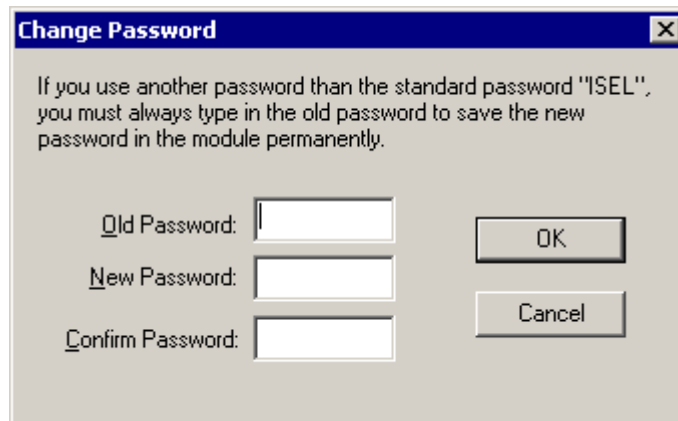 Change Password
If you use another password than the standard password "ISEL",
you must always type in the old password to save the new
password in the module permanently.
Old Password:
OK
New Password:
Cancel
Confirm Password: